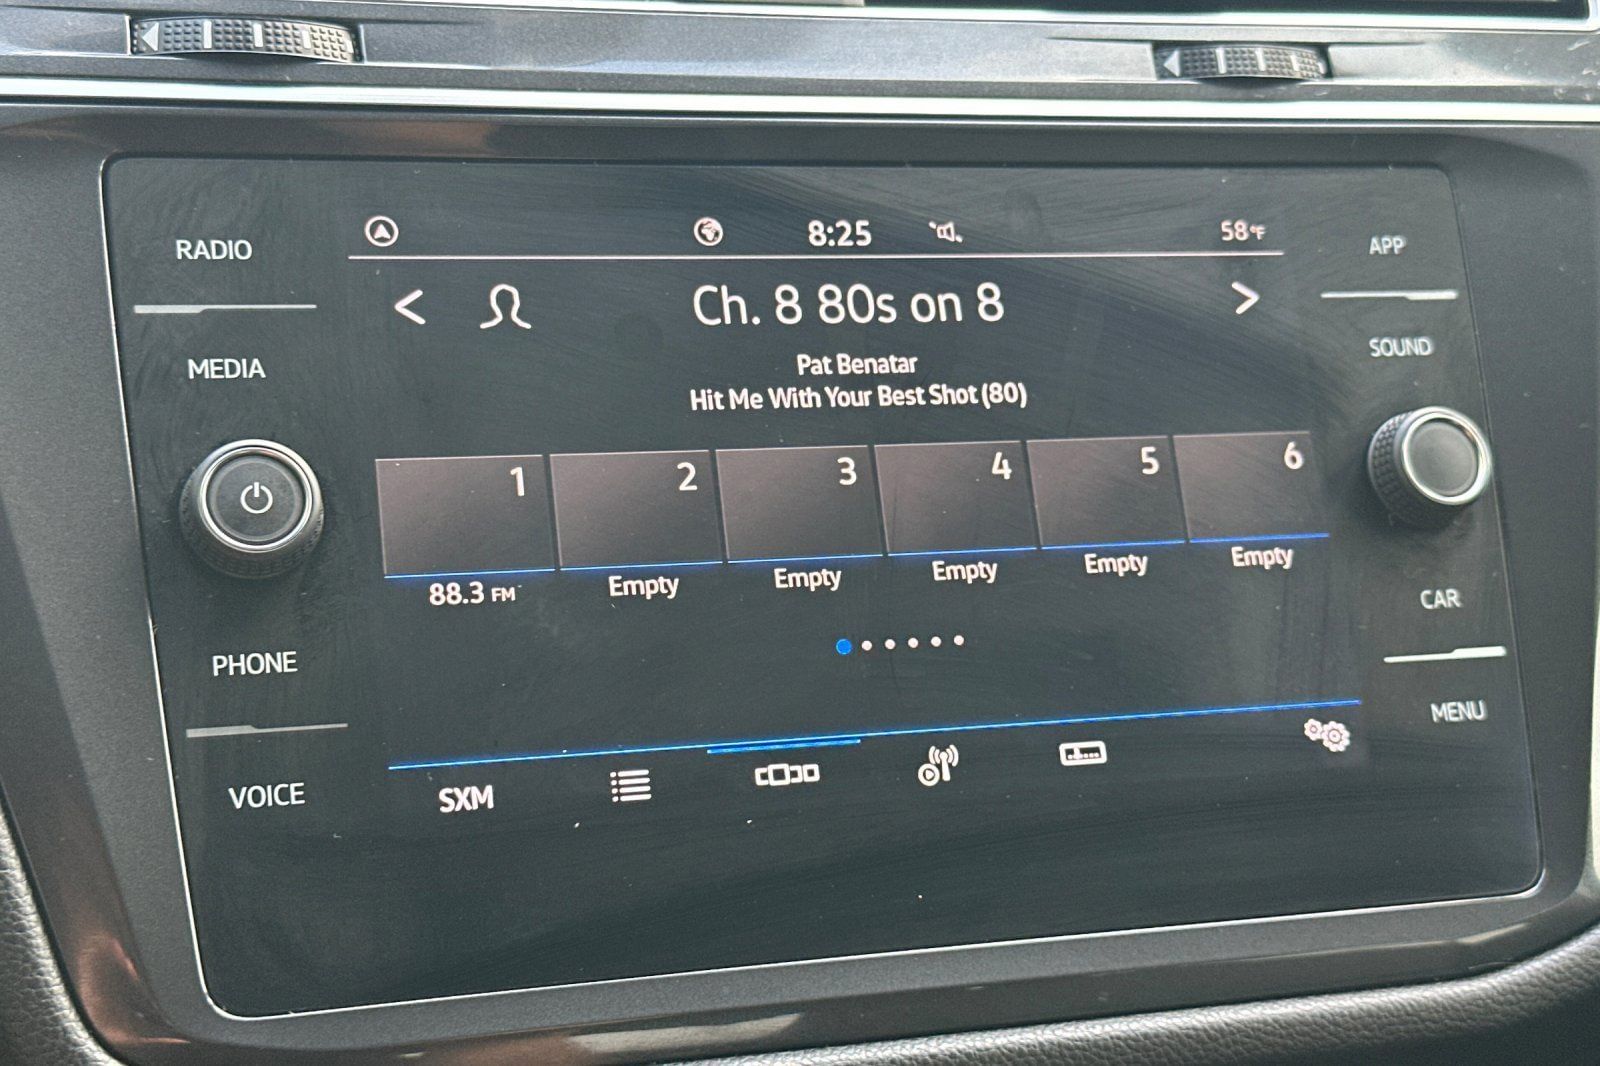 RADIO
MEDIA
PHONE
VOICE
8:25
58°F
Ch. 8 80s on 8
Pat Benatar
Hit Me With Your Best Shot (80)
1 2 3 4 5 6
88.3 FM Empty Empty Empty Empty Empty
SXM
APP
SOUND
CAR
MENU